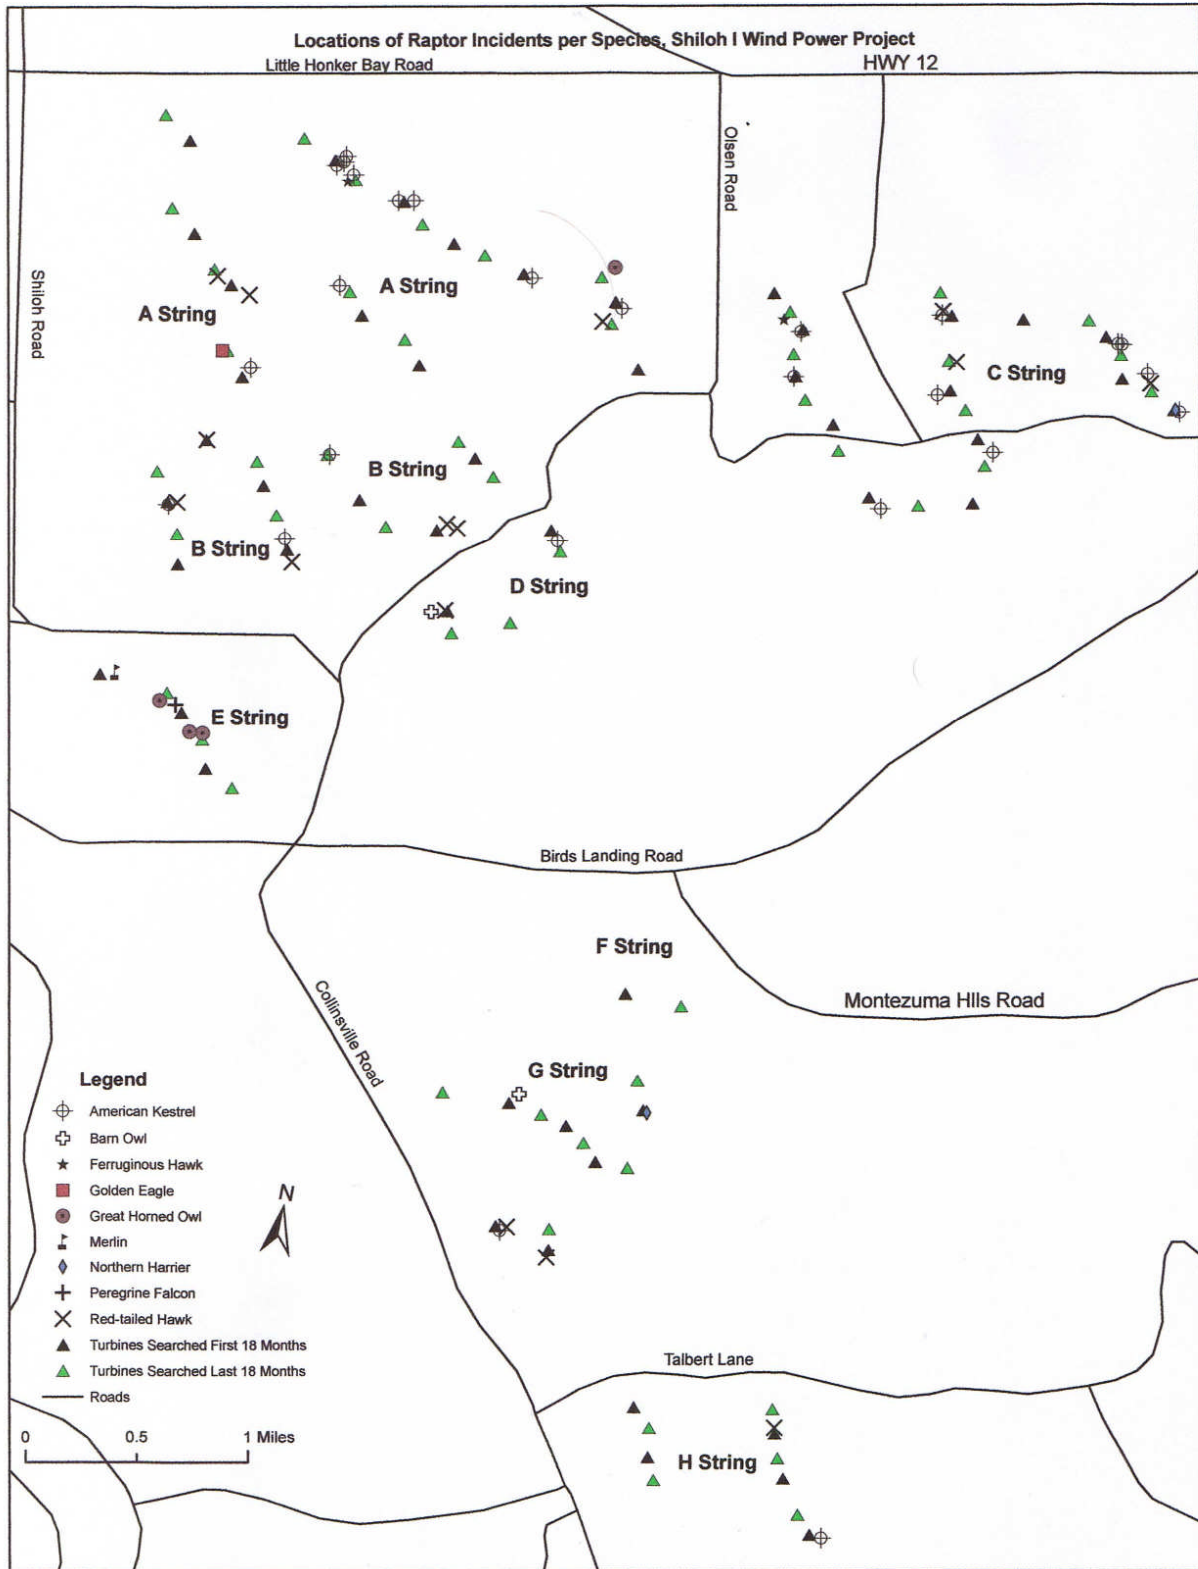 Locations of Raptor Incidents per Species, Shiloh I Wind Power Project
Little Honker Bay Road
HWY 12
Olsen Road
Shiloh Road
A String
A String
C String
B String
B String
D String
E String
Birds Landing Road
F String
Montezuma HIls Road
Collinsville Road
G String
Legend
American Kestrel
Barn Owl
Ferruginous Hawk
Golden Eagle
Great Horned Owl
Merlin
Northern Harrier
Peregrine Falcon
Red-tailed Hawk
Turbines Searched First 18 Months
Turbines Searched Last 18 Months
Roads
N
0 0.5 1 Miles
Talbert Lane
H String